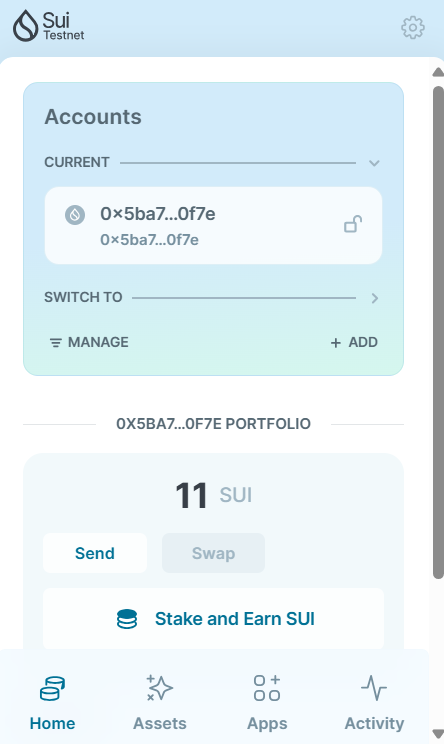 Sui
Testnet
Accounts
CURRENT
0×5ba7...0f7e
0×5ba7...0f7e
SWITCH TO
MANAGE + ADD
0X5BA7...0F7E PORTFOLIO
11 SUI
Send Swap
Stake and Earn SUI
Home Assets Apps Activity